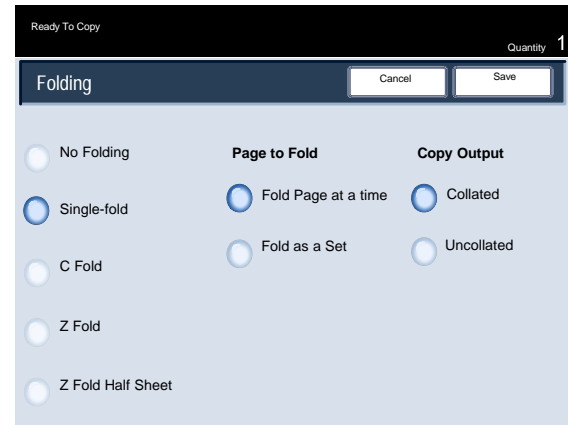 Ready To Copy
Quantity 1
Folding
Cancel
Save
No Folding
Single-fold
C Fold
Z Fold
Z Fold Half Sheet
Page to Fold
Fold Page at a time
Fold as a Set
Copy Output
Collated
Uncollated